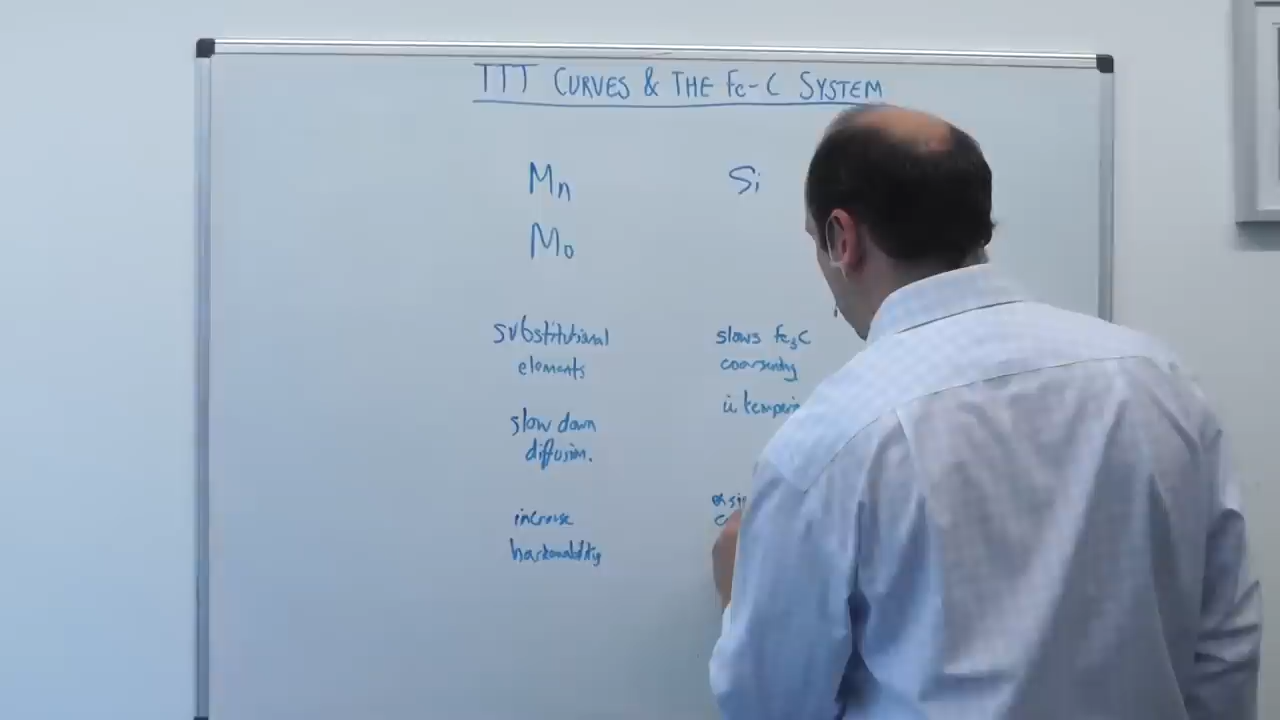 TTT CURVES & THE Fe-C SYSTEM
Mn
Si
Mo
substitutional
elements
slow down
diffusion.
increase
hardenability
slows Fe3C
coarsening
in